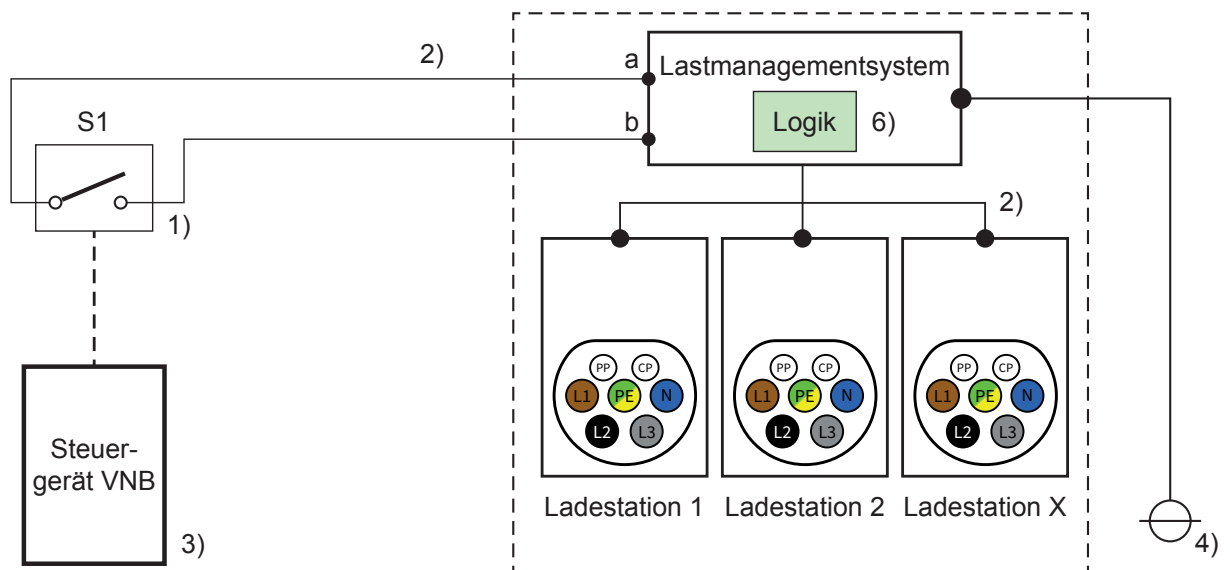 2)
a
Lastmanagementsystem
S1
b
Logik
6)
1)
2)
PP CP
L1 PE N
L2 L3
PP CP
L1 PE N
L2 L3
PP CP
L1 PE N
L2 L3
Steuer-
gerät VNB
3)
Ladestation 1
Ladestation 2
Ladestation X
4)